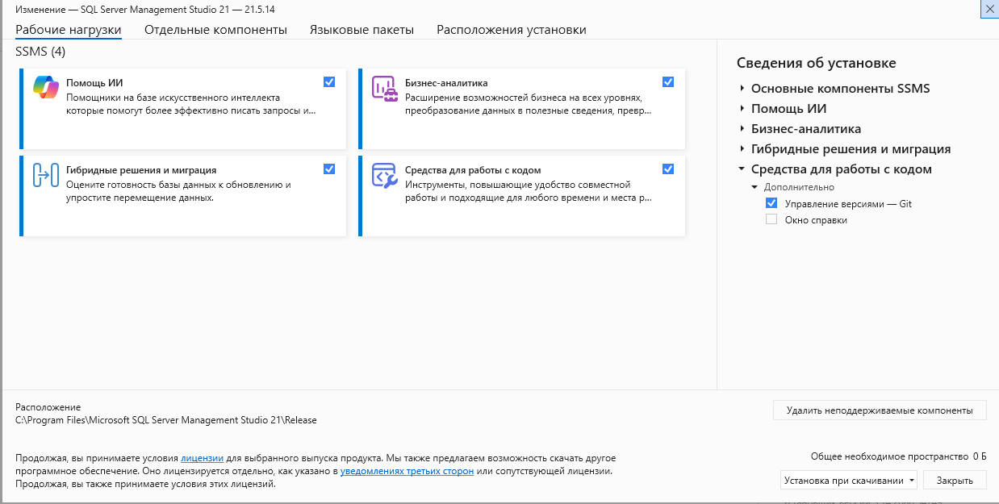 Изменение — SQL Server Management Studio 21 — 21.5.14
Рабочие нагрузки Отдельные компоненты Языковые пакеты Расположения установки
SSMS (4)
Помощь ИИ
Помощники на базе искусственного интеллекта
которые помогут более эффективно писать запросы и...
Бизнес-аналитика
Расширение возможностей бизнеса на всех уровнях,
преобразование данных в полезные сведения, превр...
Гибридные решения и миграция
Оцените готовность базы данных к обновлению и
упростите перемещение данных.
Средства для работы с кодом
Инструменты, повышающие удобство совместной
работы и подходящие для любого времени и места р...
Сведения об установке
Основные компоненты SSMS
Помощь ИИ
Бизнес-аналитика
Гибридные решения и миграция
Средства для работы с кодом
Дополнительно
Управление версиями — Git
Окно справки
Расположение
C:\Program Files\Microsoft SQL Server Management Studio 21\Release
Удалить неподдерживаемые компоненты
Продолжая, вы принимаете условия лицензии для выбранного выпуска продукта. Мы также предлагаем возможность скачать другое
программное обеспечение. Оно лицензируется отдельно, как указано в уведомлениях третьих сторон или сопутствующей лицензии.
Продолжая, вы также принимаете условия этих лицензий.
Общее необходимое пространство 0 Б
Установка при скачивании
Закрыть